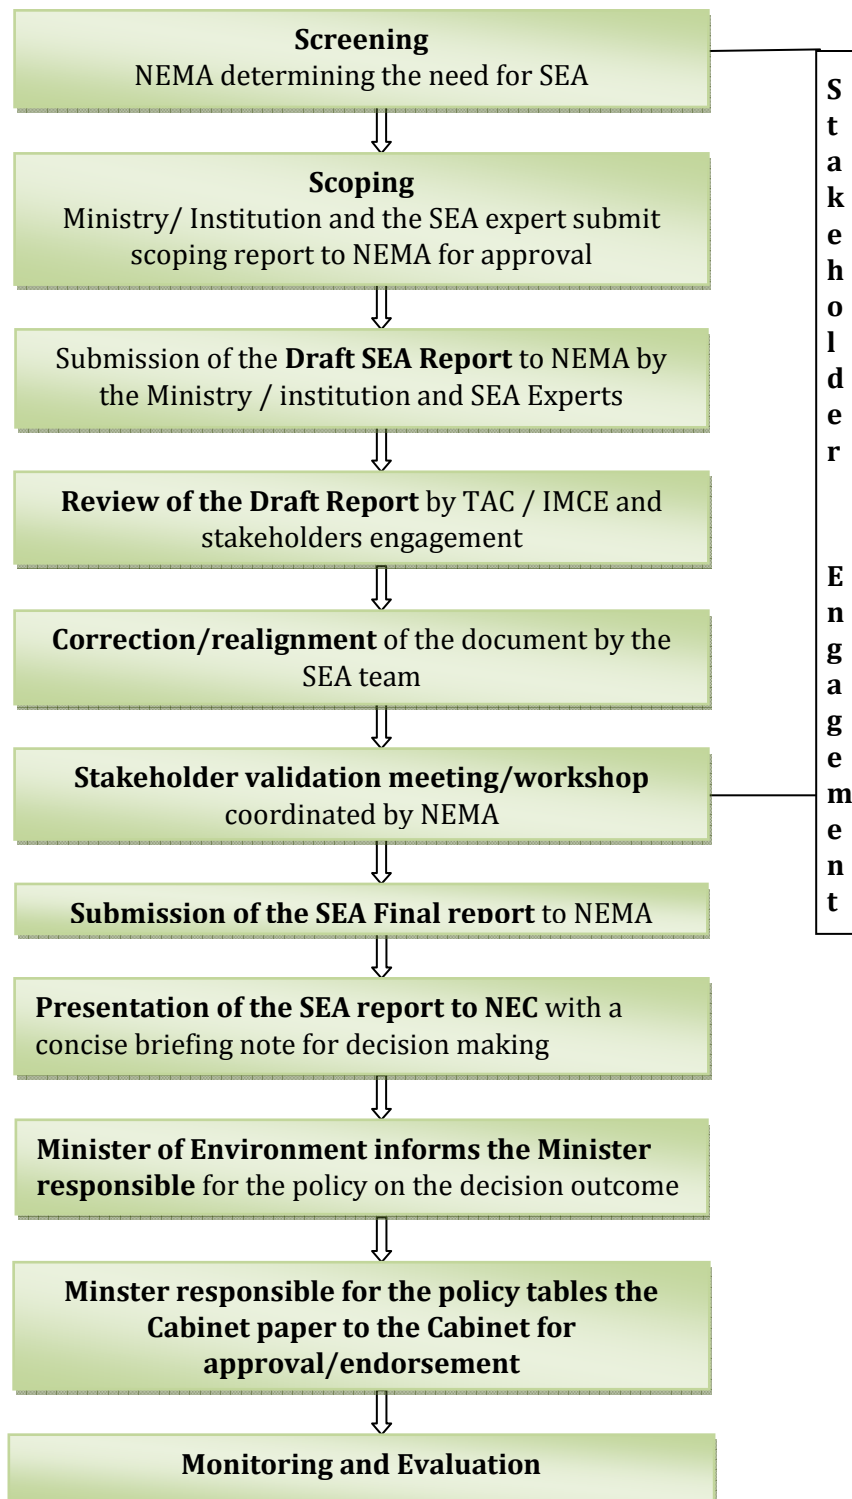 Screening
NEMA determining the need for SEA
Scoping
Ministry/ Institution and the SEA expert submit
scoping report to NEMA for approval
Submission of the Draft SEA Report to NEMA by
the Ministry / institution and SEA Experts
Review of the Draft Report by TAC / IMCE and
stakeholders engagement
Correction/realignment of the document by the
SEA team
Stakeholder validation meeting/workshop
coordinated by NEMA
Submission of the SEA Final report to NEMA
Presentation of the SEA report to NEC with a
concise briefing note for decision making
Minister of Environment informs the Minister
responsible for the policy on the decision outcome
Minster responsible for the policy tables the
Cabinet paper to the Cabinet for
approval/endorsement
Monitoring and Evaluation
Stakeholder Engagement